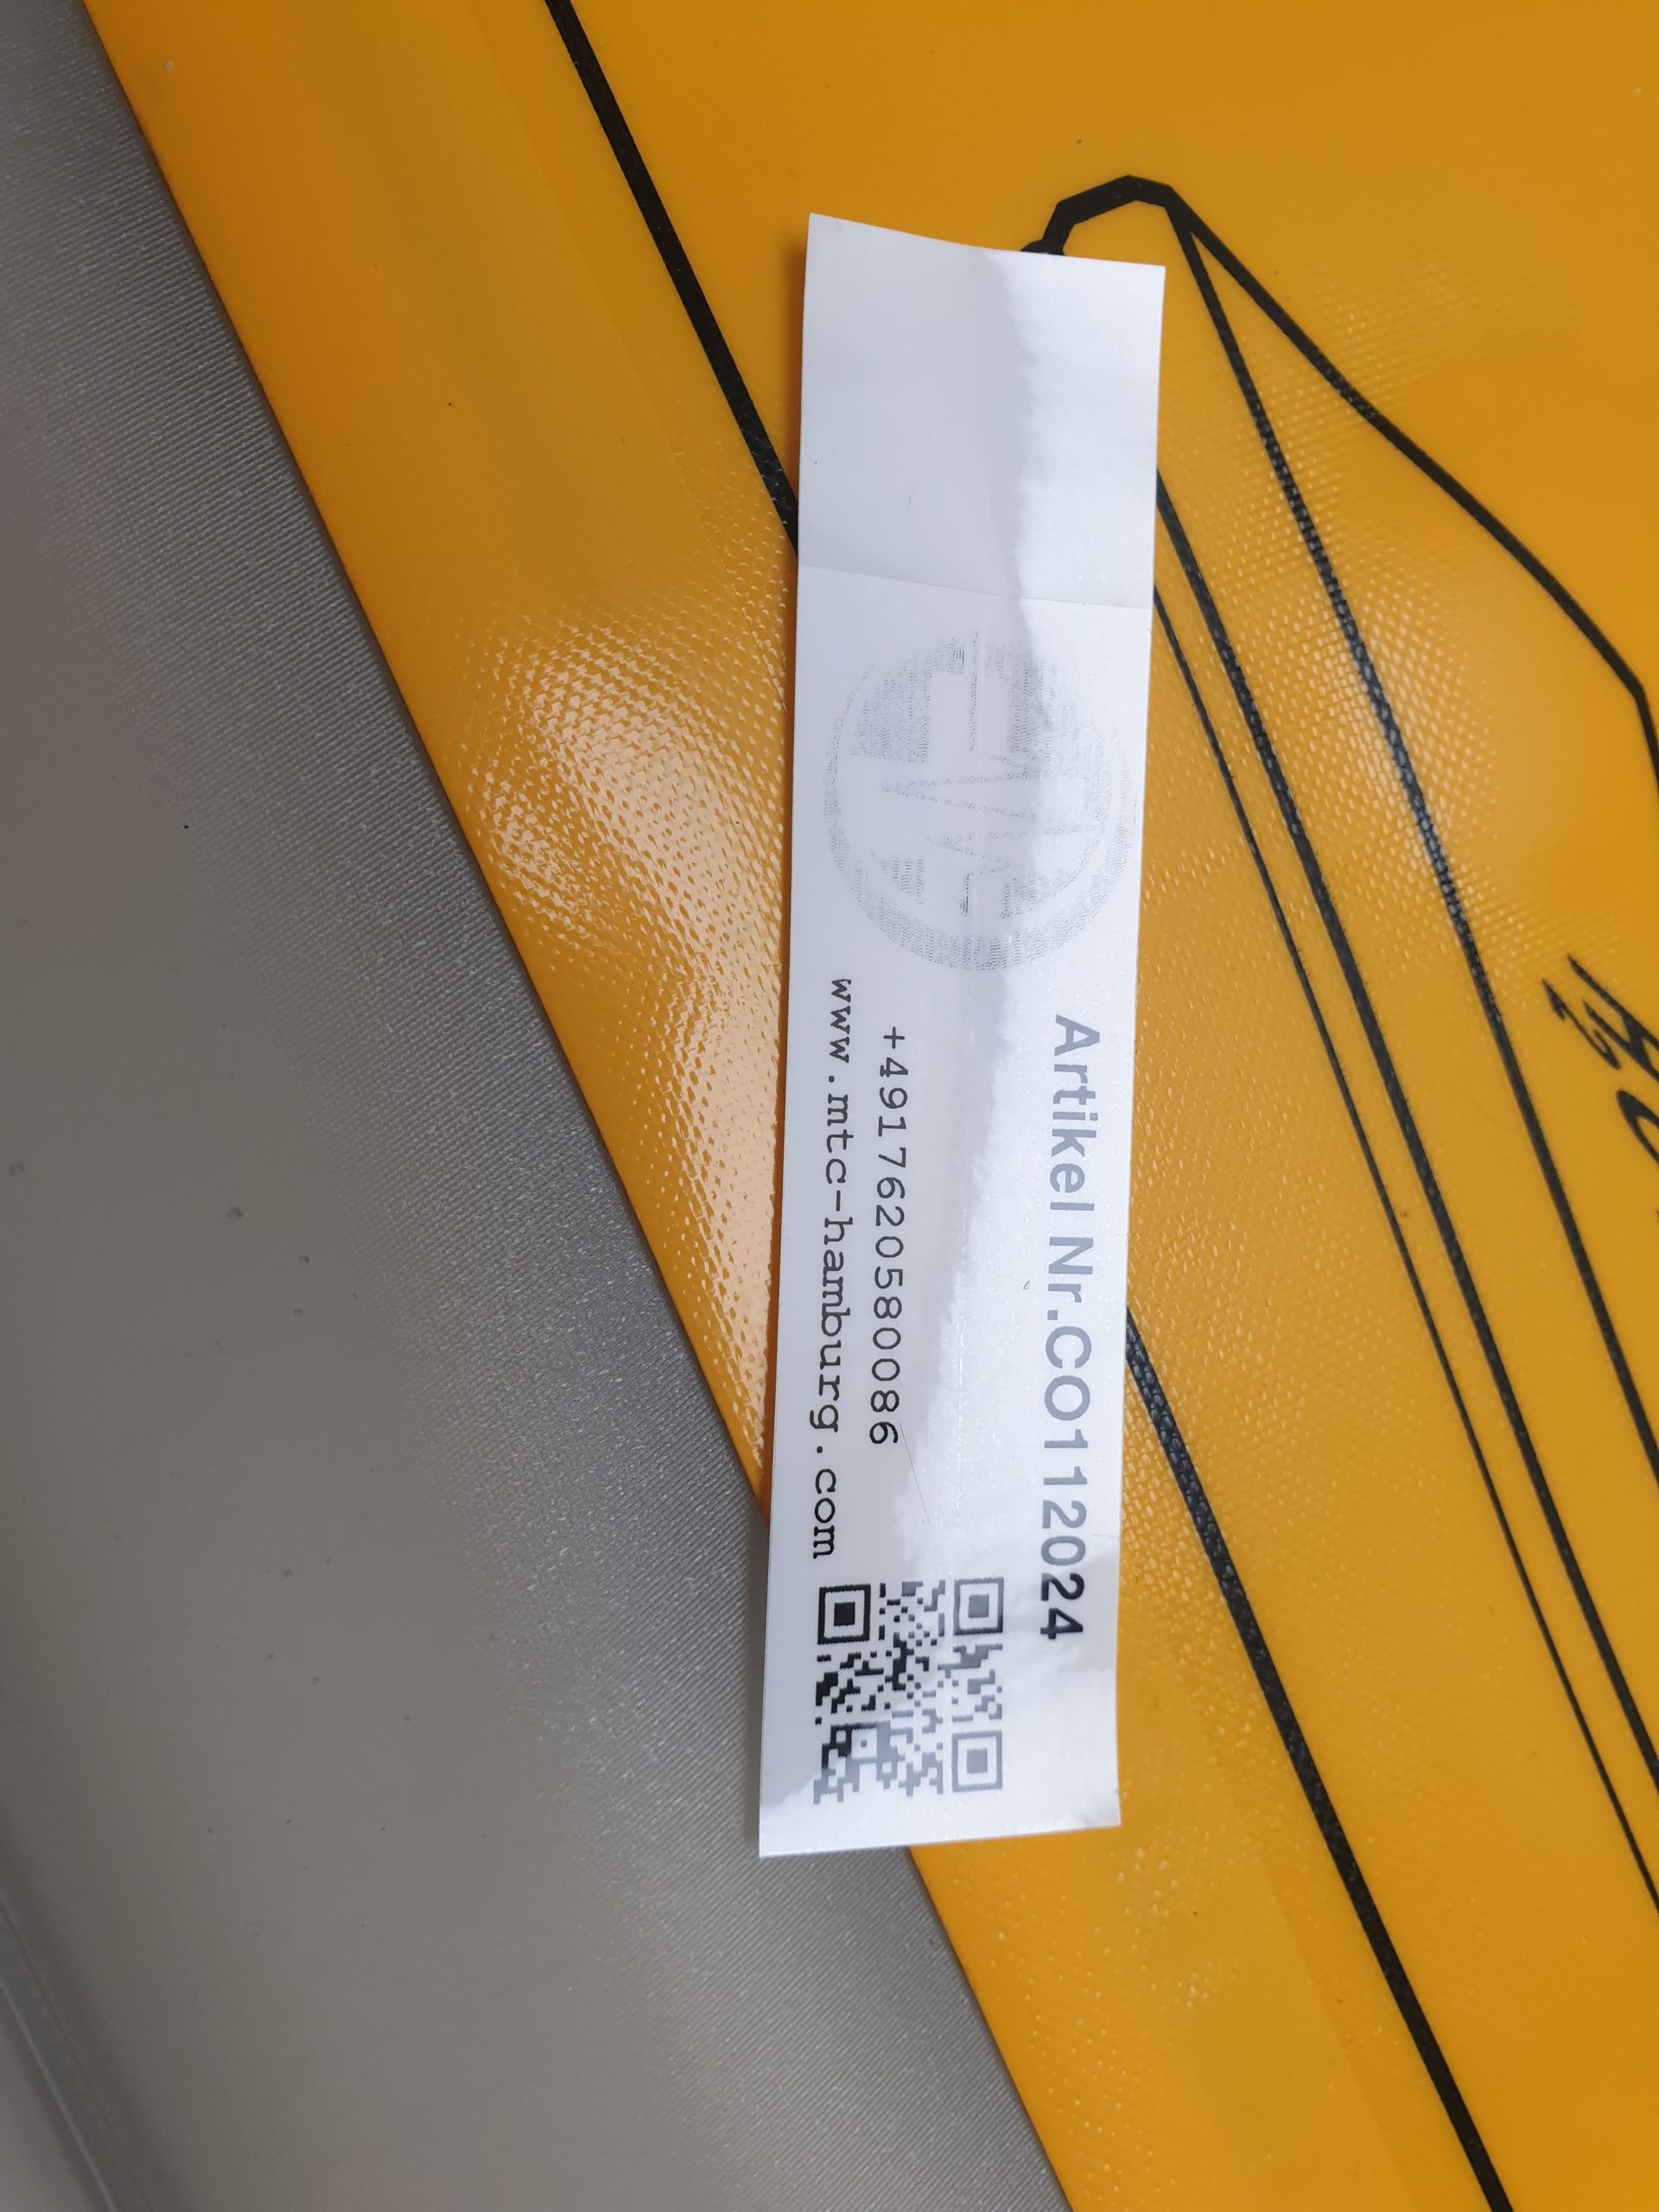 Artikel Nr.CO112024
+4917620580086
www.mtc-hamburg.com